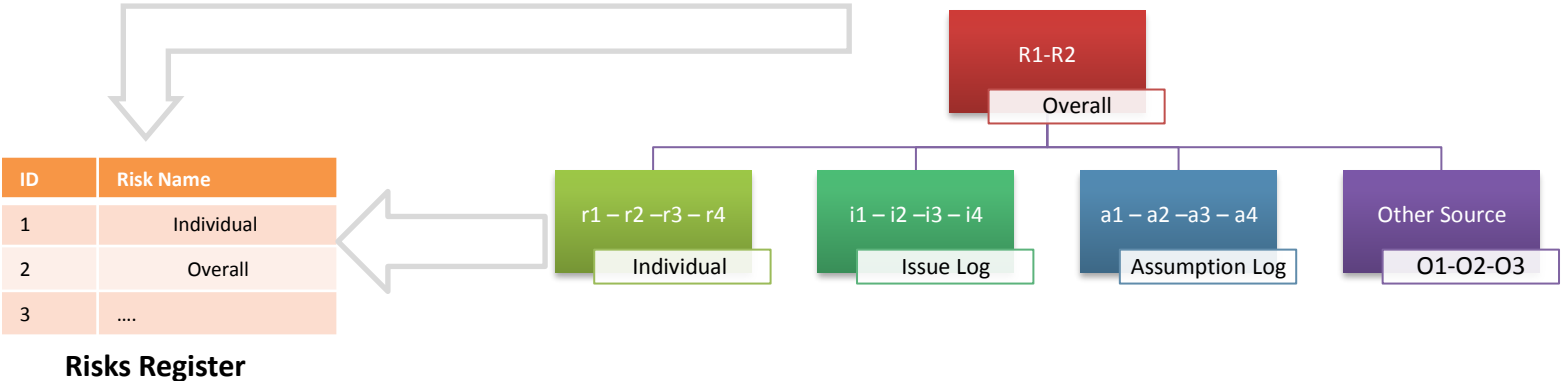 R1-R2
Overall
ID Risk Name
1 Individual
2 Overall
3 ....
Risks Register
r1 – r2 –r3 – r4
Individual
i1 – i2 –i3 – i4
Issue Log
a1 – a2 –a3 – a4
Assumption Log
Other Source
O1-O2-O3